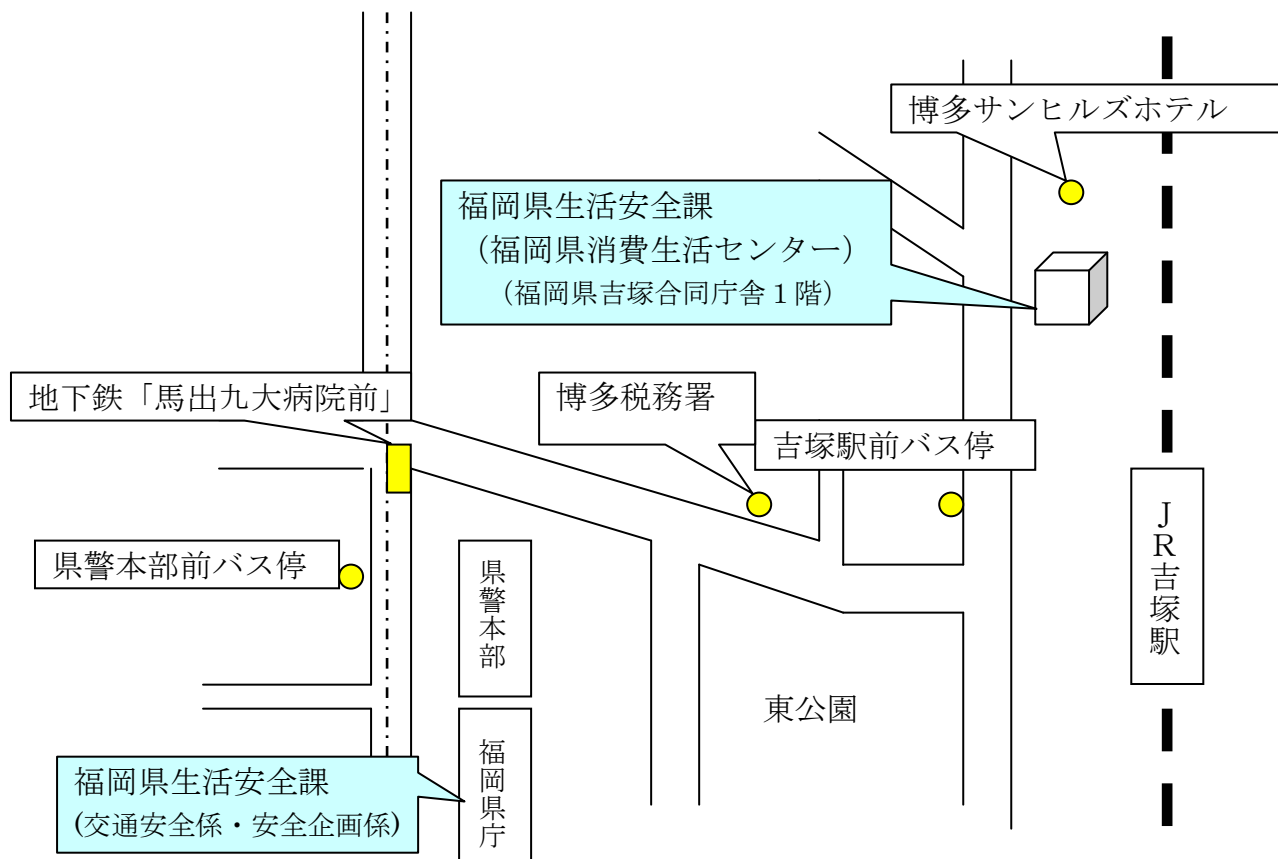 博多サンヒルズホテル
福岡県生活安全課
（福岡県消費生活センター）
（福岡県吉塚合同庁舎１階）
地下鉄「馬出九大病院前」
博多税務署
吉塚駅前バス停
県警本部前バス停
県警本部
ＪＲ吉塚駅
東公園
福岡県庁
福岡県生活安全課
(交通安全係・安全企画係)